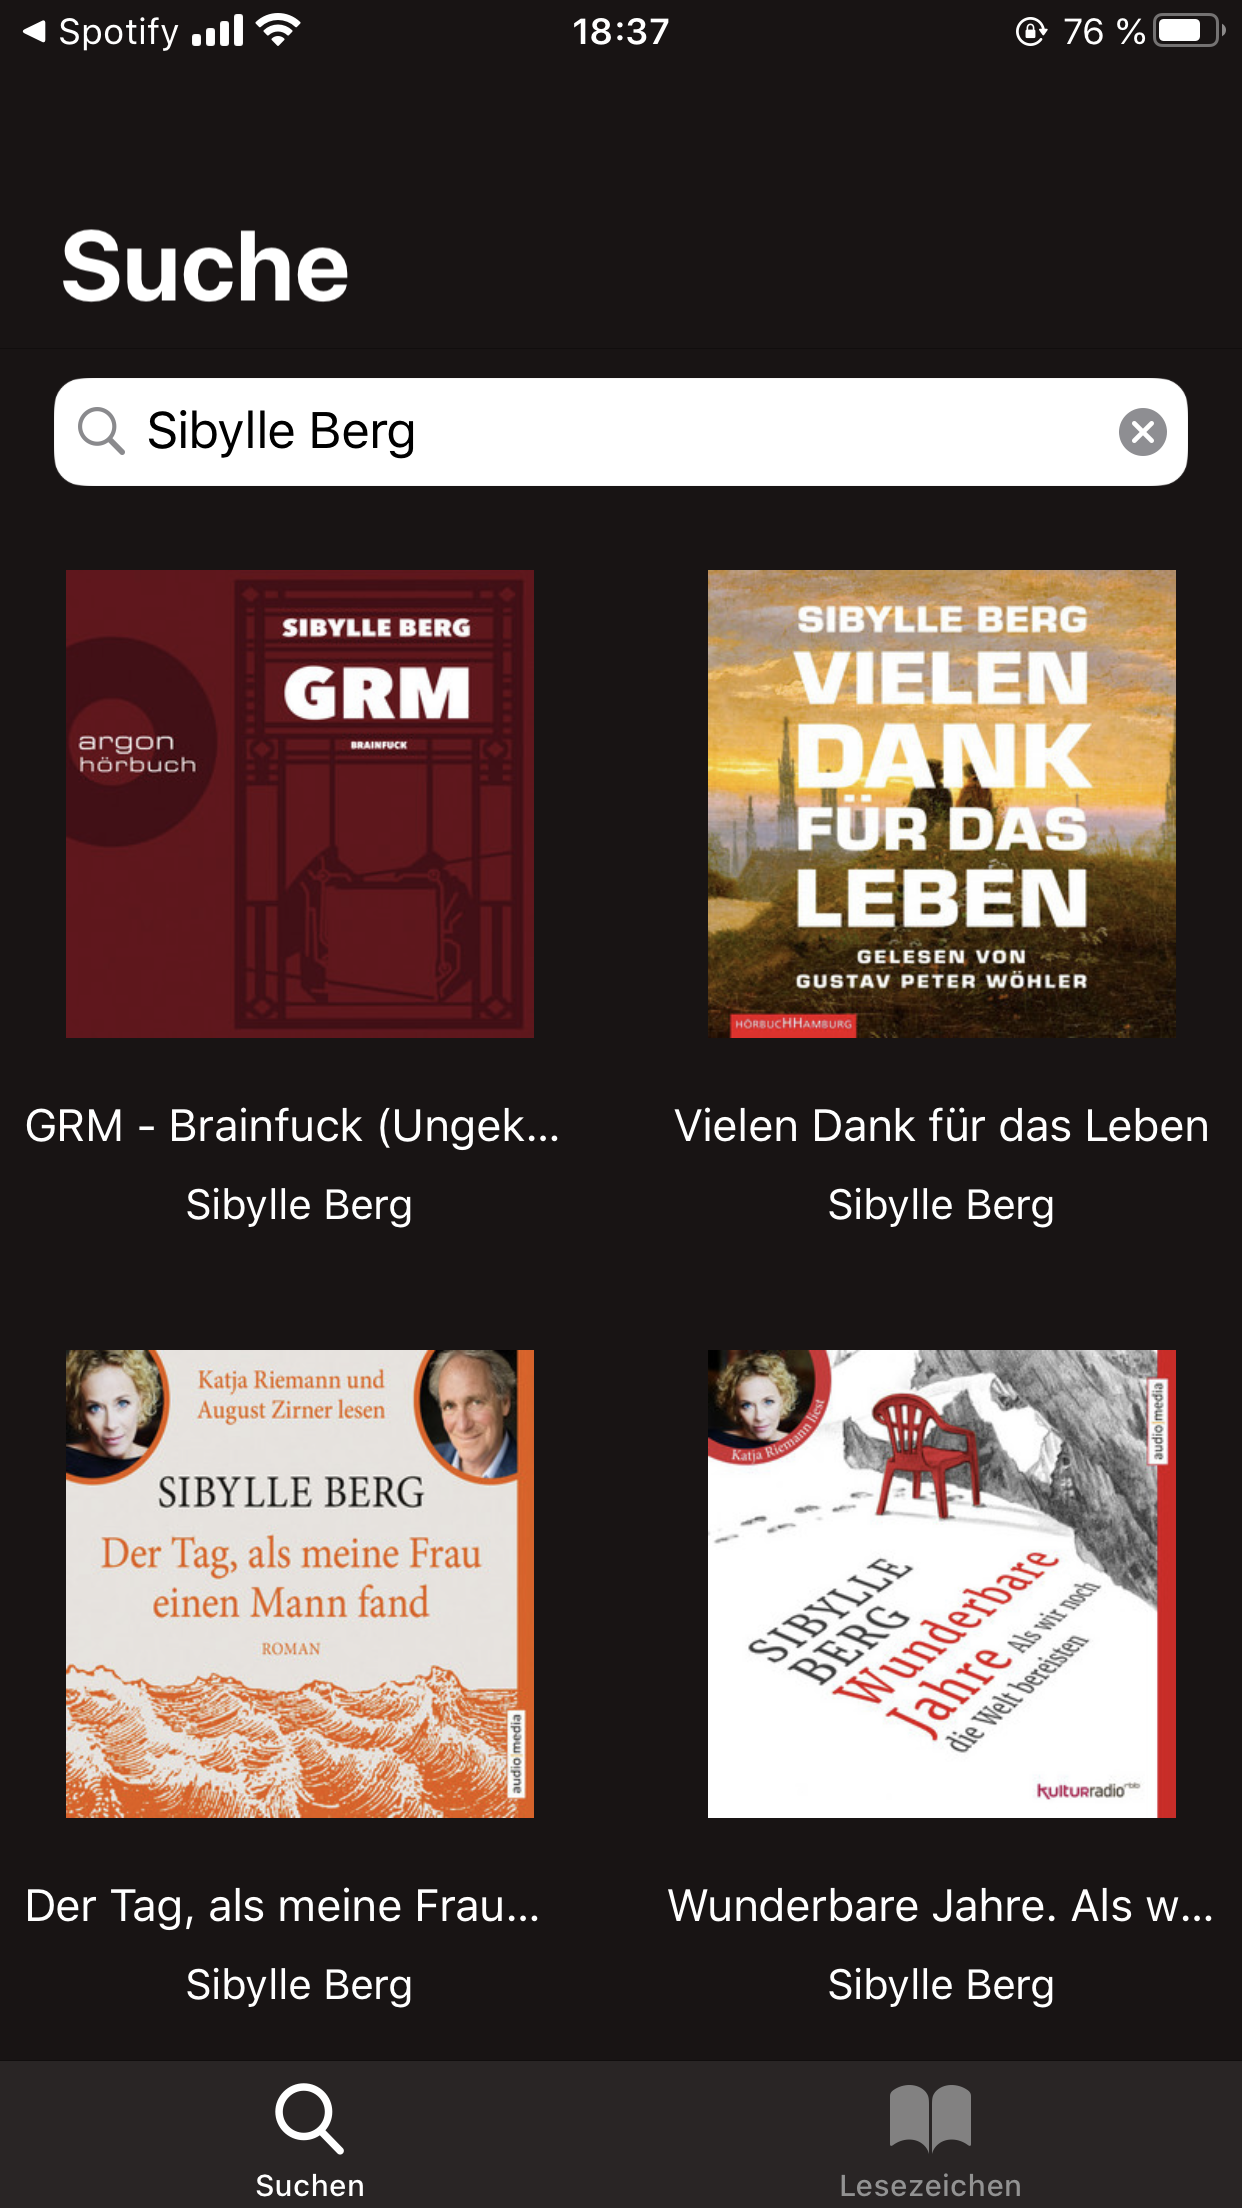 Spotify
18:37
76 %
Suche
Sibylle Berg
argon
hörbuch
SIBYLLE BERG
GRM
BRAINFUCK
SIBYLLE BERG
VIELEN
DANK
FÜR DAS
LEBEN
GELESEN VON
GUSTAV PETER WÖHLER
HÖRBUCHHAMBURG
GRM - Brainfuck (Ungek...
Sibylle Berg
Vielen Dank für das Leben
Sibylle Berg
Katja Riemann und
August Zirner lesen
SIBYLLE BERG
Der Tag, als meine Frau
einen Mann fand
ROMAN
audio media
Katja Riemann liest
audio media
SIBYLLE
BERG
Wunderbare
Jahre Als wir noch
die Welt bereisten
kulturradio rbb
Der Tag, als meine Frau...
Sibylle Berg
Wunderbare Jahre. Als w...
Sibylle Berg
Suchen
Lesezeichen